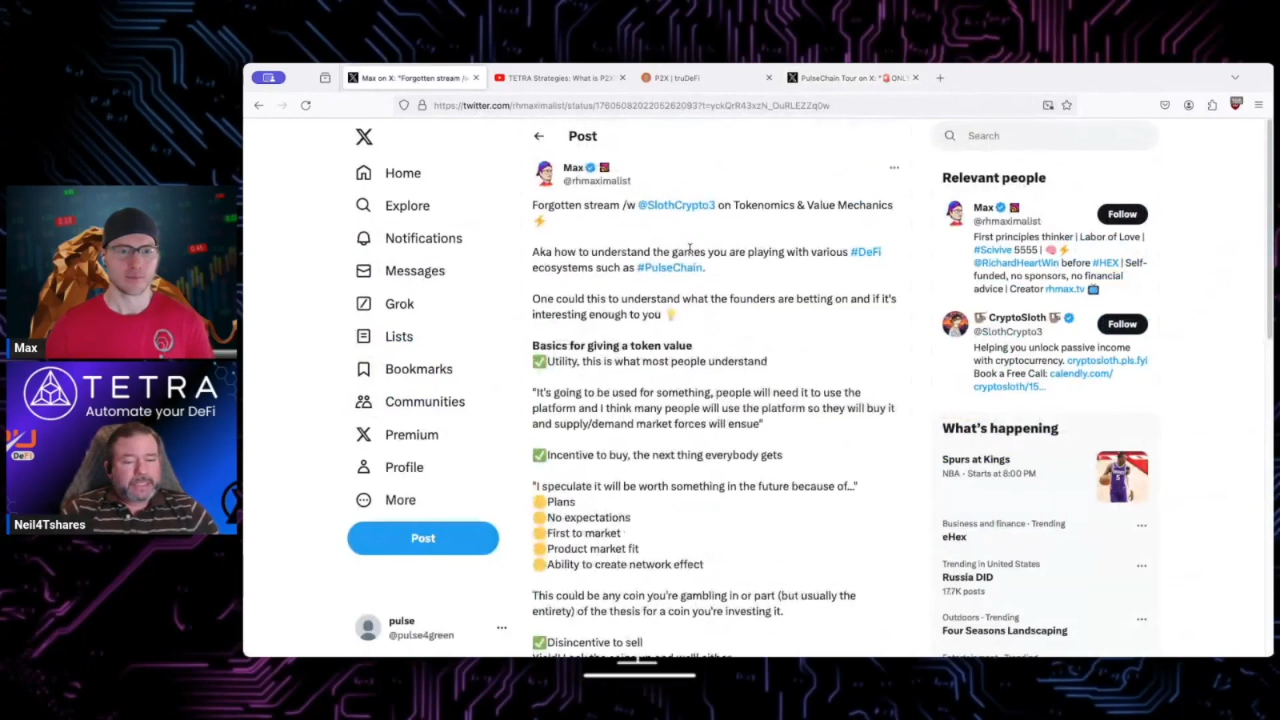 Max on X: "Forgotten stream /w
TETRA Strategies: What is P2X
P2X | truDeFi
PulseChain Tour on X: "🚨ONLY
Post
Search
Home
Explore
Notifications
Messages
Grok
Lists
Bookmarks
Communities
Premium
Profile
More
Post
pulse
@pulse4green
Max
@rhmaximalist
Forgotten stream /w @SlothCrypto3 on Tokenomics & Value Mechanics
⚡
Aka how to understand the games you are playing with various #DeFi
ecosystems such as #PulseChain.
One could this to understand what the founders are betting on and if it's
interesting enough to you 💡
Basics for giving a token value
✅Utility, this is what most people understand
"It's going to be used for something, people will need it to use the
platform and I think many people will use the platform so they will buy it
and supply/demand market forces will ensue"
✅Incentive to buy, the next thing everybody gets
"I speculate it will be worth something in the future because of..."
Plans
No expectations
First to market
Product market fit
Ability to create network effect
This could be any coin you're gambling in or part (but usually the
entirety) of the thesis for a coin you're investing it.
✅Disincentive to sell
Relevant people
Max
Follow
@rhmaximalist
First principles thinker | Labor of Love |
#Scivive 5555 | 🧠⚡|
@RichardHeartWin before #HEX | Self-
funded, no sponsors, no financial
advice | Creator rhmax.tv 📺
CryptoSloth
Follow
@SlothCrypto3
Helping you unlock passive income
with cryptocurrency. cryptosloth.pls.fyi
Book a Free Call: calendly.com/
cryptosloth/15...
What's happening
Spurs at Kings
NBA · Starts at 8:00 PM
Business and finance · Trending
eHex
Trending in United States
Russia DID
17.7K posts
Outdoors · Trending
Four Seasons Landscaping
Max
TETRA
Automate your DeFi
DeFi
Neil4Tshares